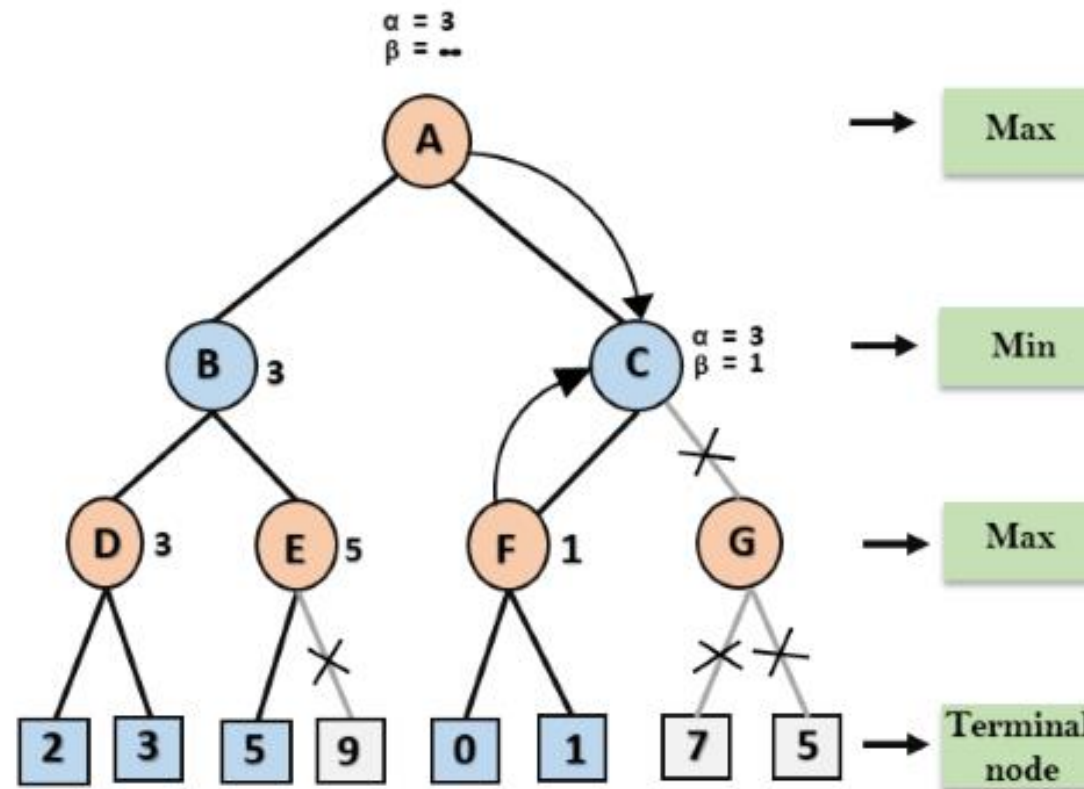 α = 3
β = ∞
A
Max
B
3
C
α = 3
β = 1
Min
D
3
E
5
F
1
G
Max
2
3
5
9
0
1
7
5
Terminal
node